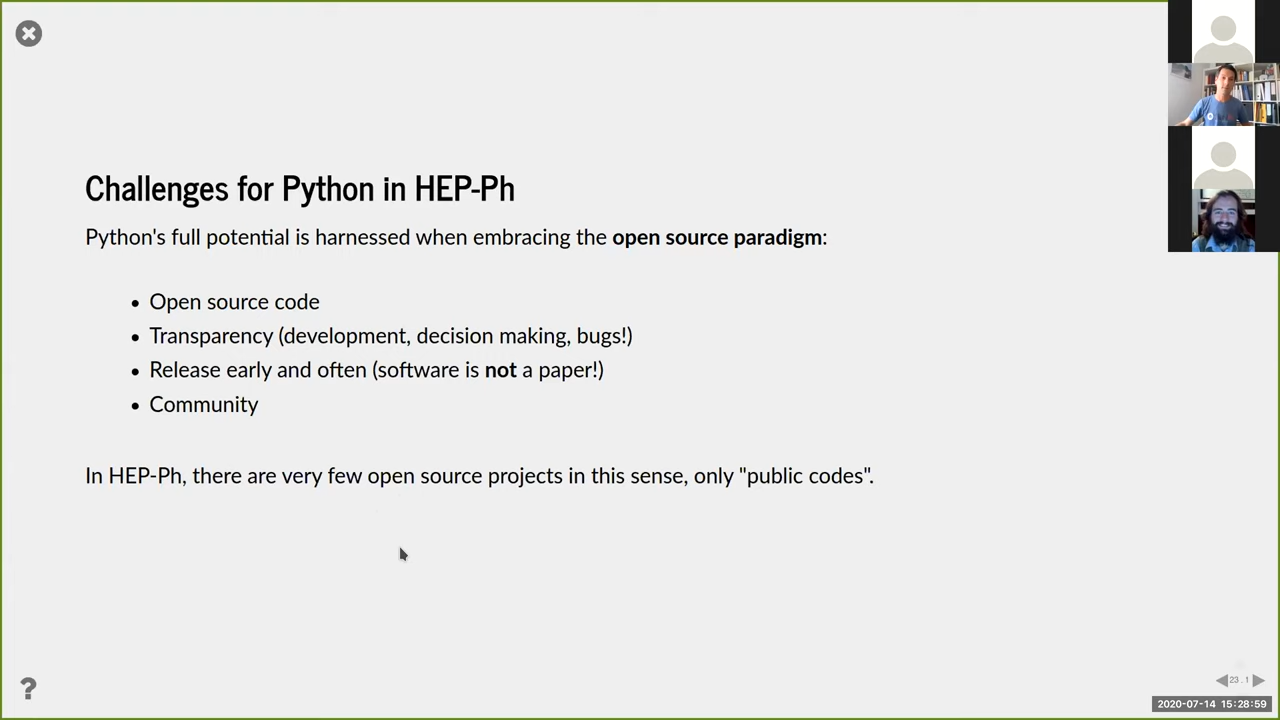 Challenges for Python in HEP-Ph
Python's full potential is harnessed when embracing the open source paradigm:
• Open source code
• Transparency (development, decision making, bugs!)
• Release early and often (software is not a paper!)
• Community
In HEP-Ph, there are very few open source projects in this sense, only "public codes".
?
23 . 1
2020-07-14 15:28:59